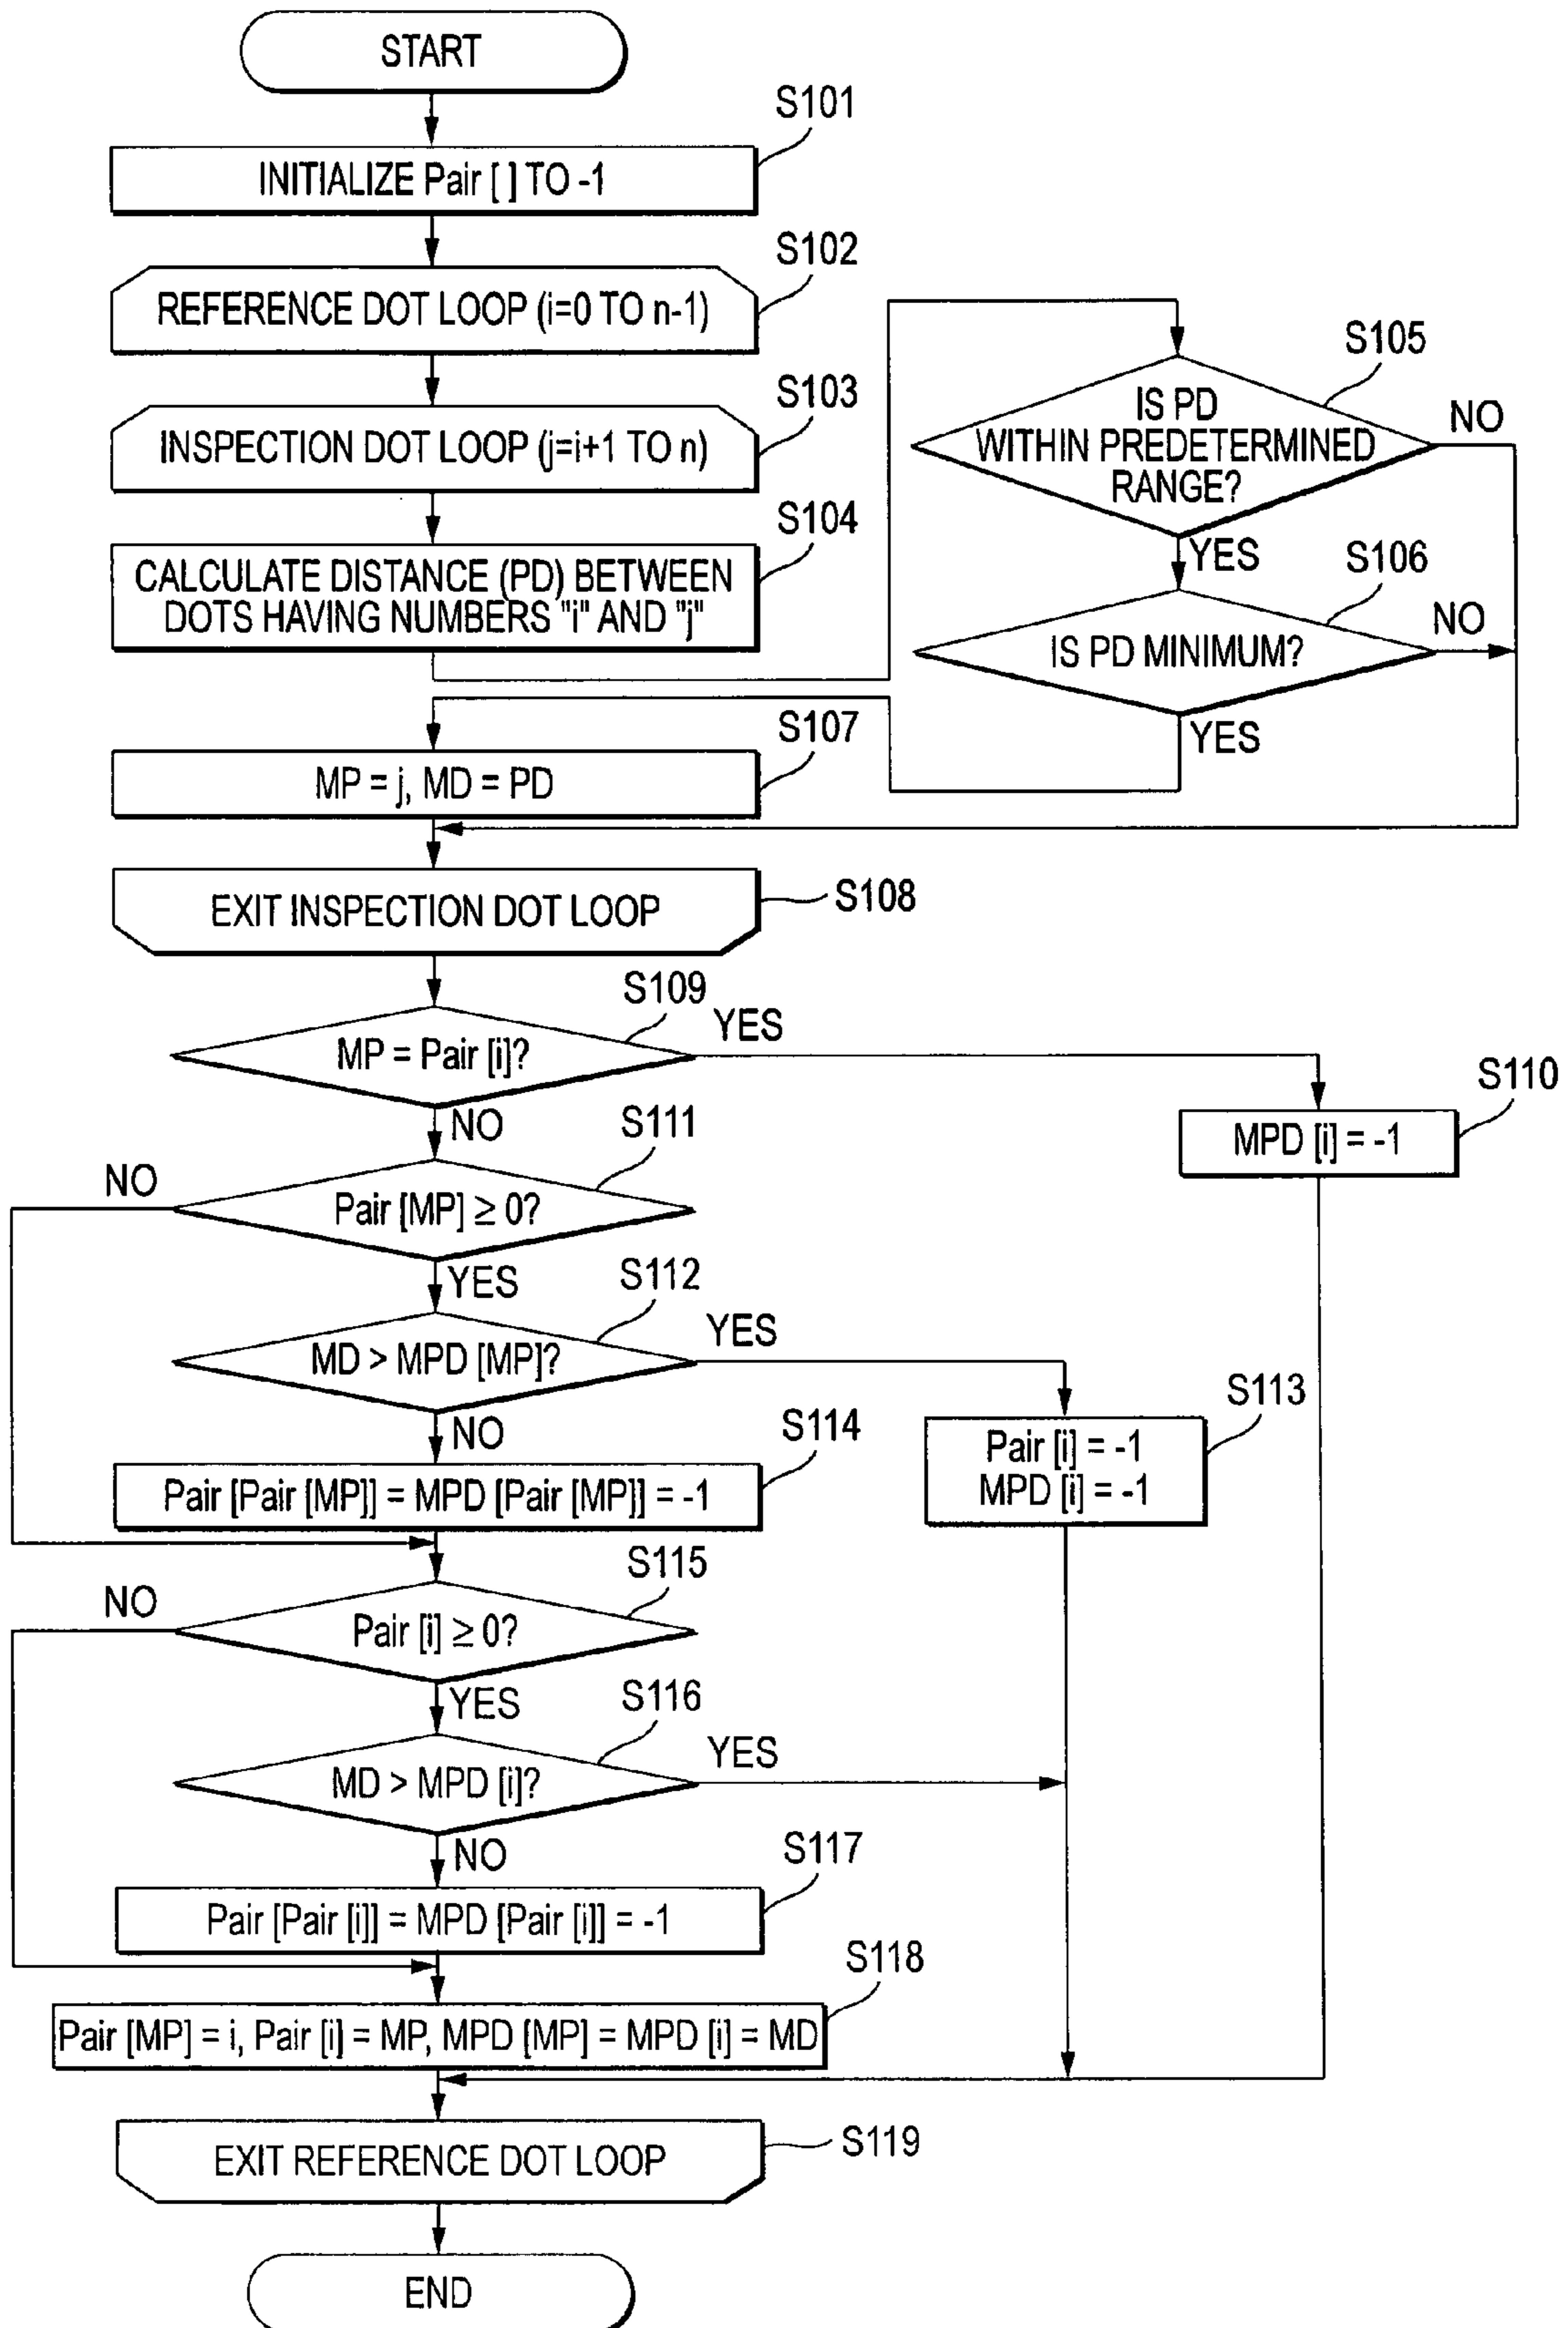 START
S101
INITIALIZE Pair [ ] TO -1
S102
REFERENCE DOT LOOP (i=0 TO n-1)
S103
INSPECTION DOT LOOP (j=i+1 TO n)
S104
CALCULATE DISTANCE (PD) BETWEEN
DOTS HAVING NUMBERS "i" AND "j"
S105
IS PD
WITHIN PREDETERMINED
RANGE?
NO
YES
S106
IS PD MINIMUM?
NO
YES
S107
MP = j, MD = PD
EXIT INSPECTION DOT LOOP
S108
S109
MP = Pair [i]?
YES
NO
S110
MPD [i] = -1
S111
Pair [MP] ≥ 0?
NO
YES
S112
MD > MPD [MP]?
YES
NO
S113
Pair [i] = -1
MPD [i] = -1
S114
Pair [Pair [MP]] = MPD [Pair [MP]] = -1
S115
Pair [i] ≥ 0?
NO
YES
S116
MD > MPD [i]?
YES
NO
S117
Pair [Pair [i]] = MPD [Pair [i]] = -1
S118
Pair [MP] = i, Pair [i] = MP, MPD [MP] = MPD [i] = MD
EXIT REFERENCE DOT LOOP
S119
END